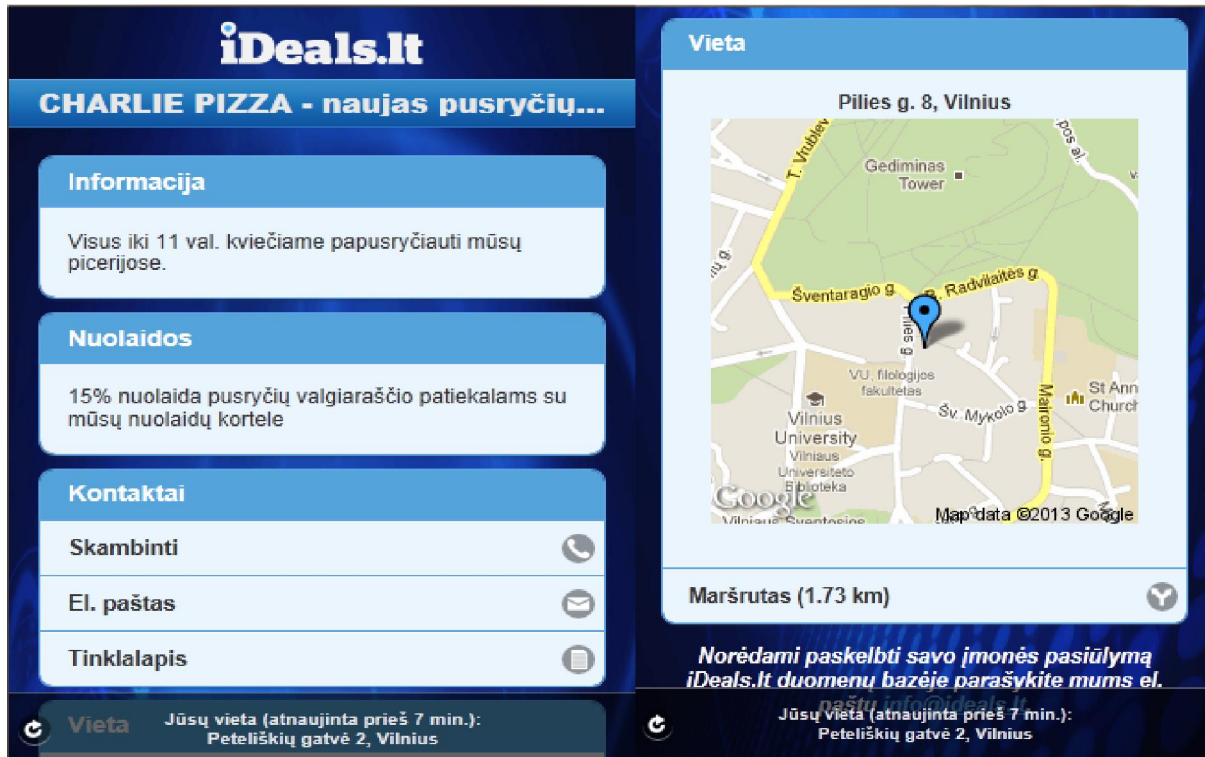 iDeals.lt
CHARLIE PIZZA - naujas pusryčių...
Informacija
Visus iki 11 val. kviečiame papusryčiauti mūsų
picerijose.
Nuolaidos
15% nuolaida pusryčių valgiaraščio patiekalams su
mūsų nuolaidų kortele
Kontaktai
Skambinti
El. paštas
Tinklalapis
Vieta
Jūsų vieta (atnaujinta prieš 7 min.):
Peteliškių gatvė 2, Vilnius
Vieta
Pilies g. 8, Vilnius
T. Vrublev
pos al.
Gediminas
Tower
Šventaragio g.
B. Radvilaitės g.
Pilies g.
VU, filologijos
fakultetas
Vilnius
University
Vilniaus
Universiteto
Biblioteka
Šv. Mykolo g.
Maironio g.
St Ann
Church
Google
Map data ©2013 Google
Maršrutas (1.73 km)
Norėdami paskelbti savo įmonės pasiūlymą
iDeals.lt duomenų bazėje parašykite mums el.
paštu info@ideals.lt
Jūsų vieta (atnaujinta prieš 7 min.):
Peteliškių gatvė 2, Vilnius